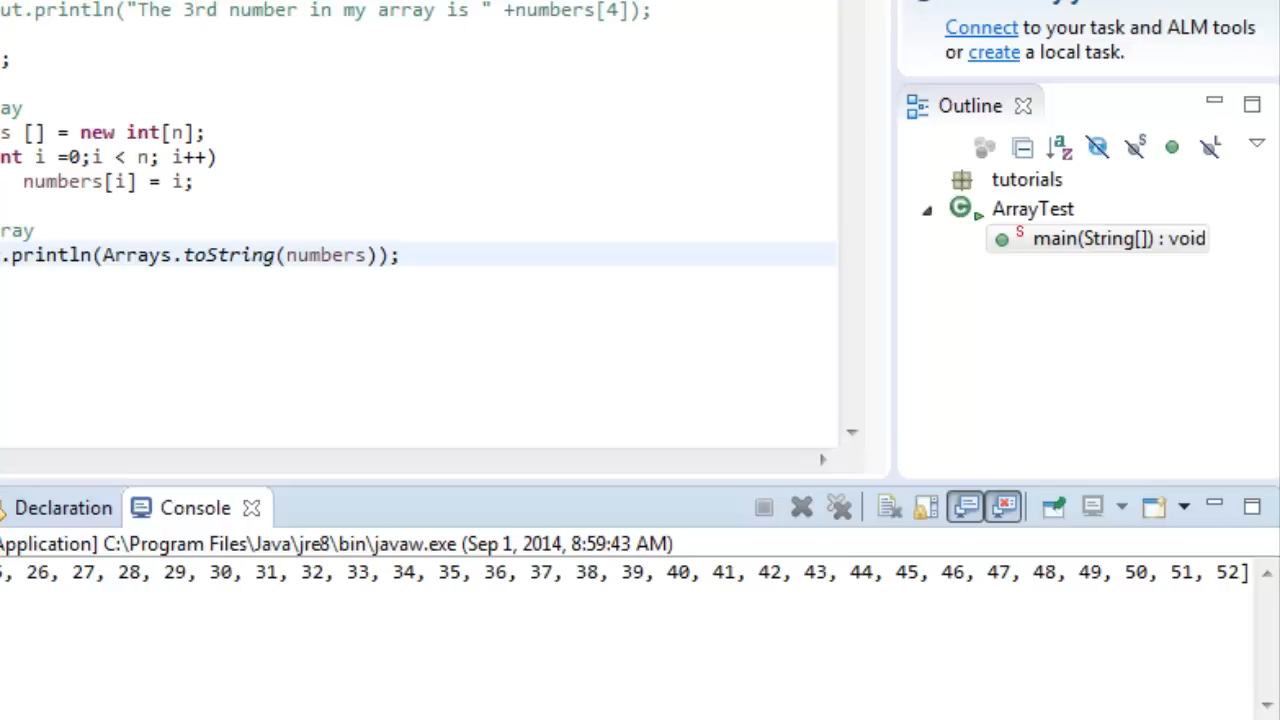 ut.println("The 3rd number in my array is " +numbers[4]);
;
ay
s [] = new int[n];
nt i =0;i < n; i++)
numbers[i] = i;
ray
.println(Arrays.toString(numbers));
Connect to your task and ALM tools
or create a local task.
Outline
tutorials
ArrayTest
main(String[]) : void
Declaration
Console
Application] C:\Program Files\Java\jre8\bin\javaw.exe (Sep 1, 2014, 8:59:43 AM)
, 26, 27, 28, 29, 30, 31, 32, 33, 34, 35, 36, 37, 38, 39, 40, 41, 42, 43, 44, 45, 46, 47, 48, 49, 50, 51, 52]